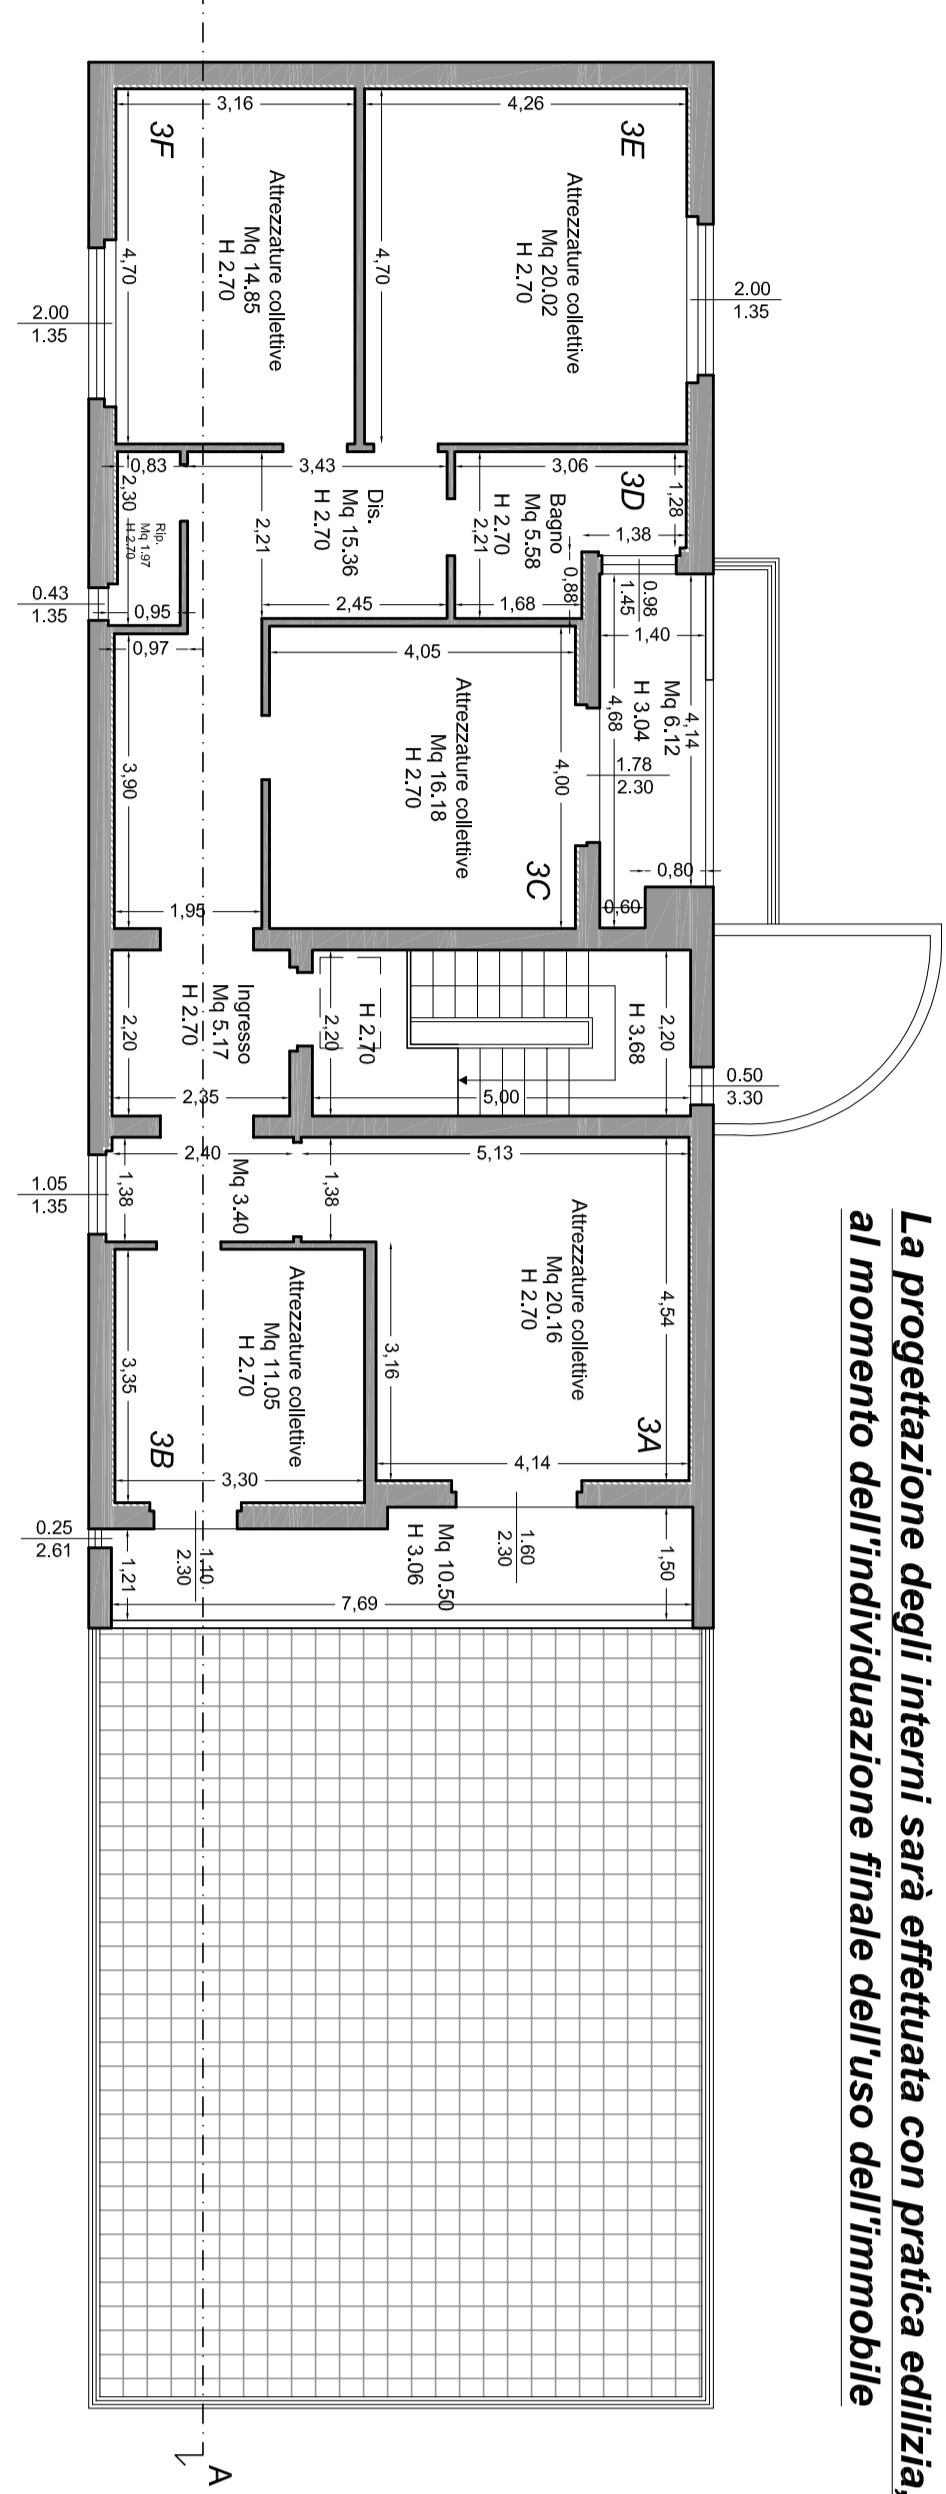 La progettazione degli interni sarà effettuata con pratica edilizia,
al momento dell'individuazione finale dell'uso dell'immobile
3E
Attrezzature collettive
Mq 20.02
H 2.70
4,26
4,70
2.00
1.35
3F
Attrezzature collettive
Mq 14.85
H 2.70
3,16
4,70
2.00
1.35
3D
Bagno
Mq 5.58
H 2.70
3,06
1,28
1,38
2,21
1,68
0,88
0.98
1.45
Dis.
Mq 15.36
H 2.70
3,43
2,21
2,45
Rip.
Mq 1.97
H 2.70
0,83
2,30
0,95
0.43
1.35
0,97
3,90
1,95
1,40
Mq 6.12
H 3.04
4,14
4,68
1.78
2.30
0,80
0,60
3C
Attrezzature collettive
Mq 16.18
H 2.70
4,05
4,00
Ingresso
Mq 5.17
H 2.70
2,20
2,35
H 2.70
2,20
H 3.68
2,20
5,00
0.50
3.30
2,40
Mq 3.40
1,38
1,38
1.05
1.35
3A
Attrezzature collettive
Mq 20.16
H 2.70
5,13
4,54
3,16
4,14
3B
Attrezzature collettive
Mq 11.05
H 2.70
3,35
3,30
1.60
2.30
Mq 10.50
H 3.06
1,50
1.10
2.30
1,21
7,69
0.25
2.61
A